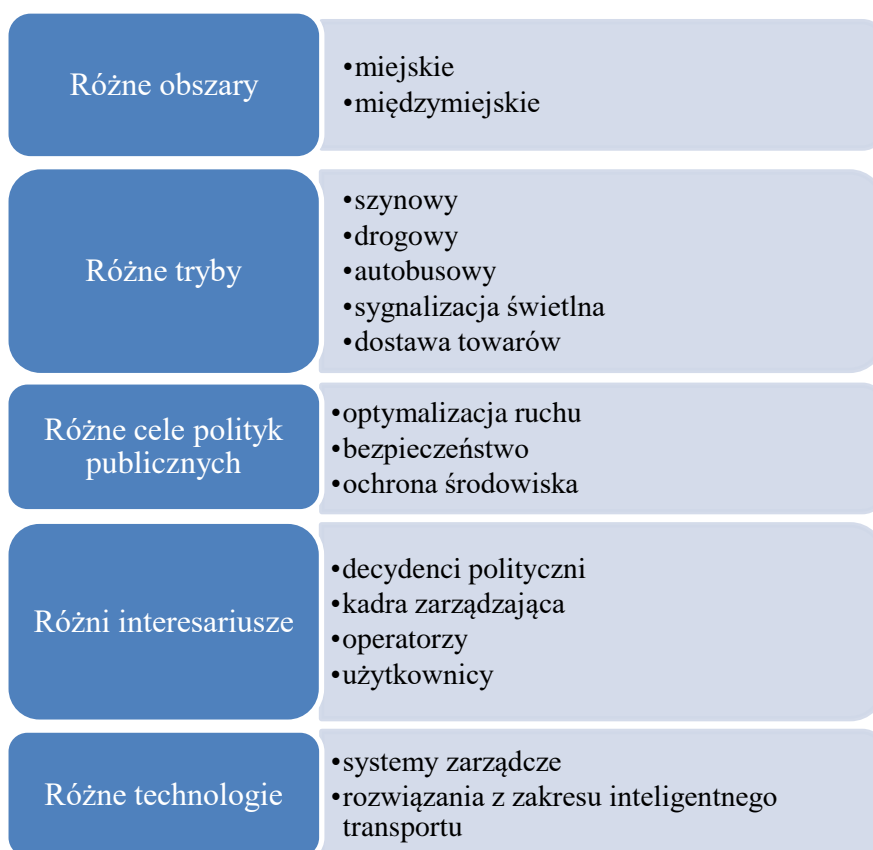 Różne obszary
•miejskie
•międzymiejskie
Różne tryby
•szynowy
•drogowy
•autobusowy
•sygnalizacja świetlna
•dostawa towarów
Różne cele polityk
publicznych
•optymalizacja ruchu
•bezpieczeństwo
•ochrona środowiska
Różni interesariusze
•decydenci polityczni
•kadra zarządzająca
•operatorzy
•użytkownicy
Różne technologie
•systemy zarządcze
•rozwiązania z zakresu inteligentnego
transportu